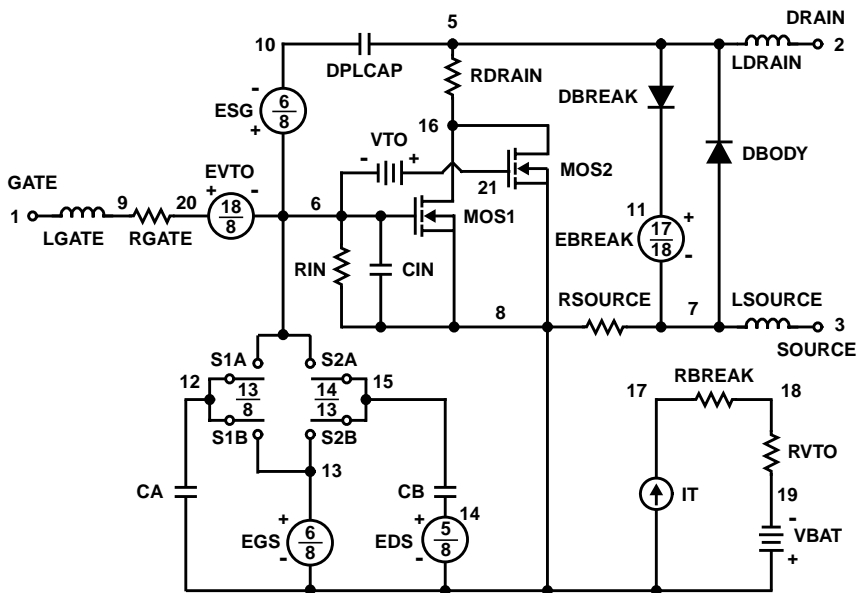 5
DRAIN
10
2
DPLCAP
LDRAIN
RDRAIN
DBREAK
-
6
8
ESG
+
16
VTO
- +
DBODY
MOS2
EVTO
GATE
+ -
21
9 20
6
11
1
18
8
MOS1
+
LGATE
RGATE
EBREAK
17
18
-
RIN
CIN
8
RSOURCE
7
LSOURCE
3
SOURCE
S1A S2A
12
13
8
14
13
15
S1B S2B
RBREAK
17
18
13
RVTO
CA
CB
IT
19
+
6
8
+
14
5
8
-
EGS
EDS
VBAT
-
-
+